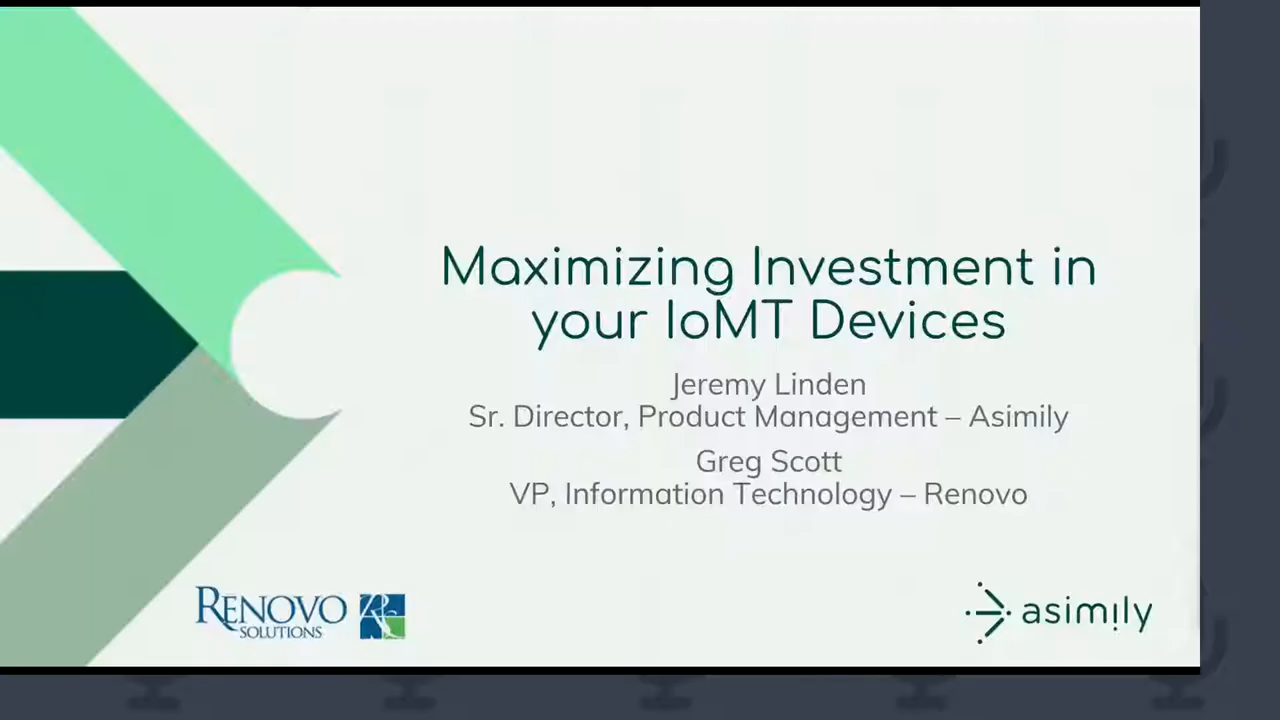 Maximizing Investment in
your IoMT Devices
Jeremy Linden
Sr. Director, Product Management – Asimily
Greg Scott
VP, Information Technology – Renovo
RENOVO
SOLUTIONS
asimily